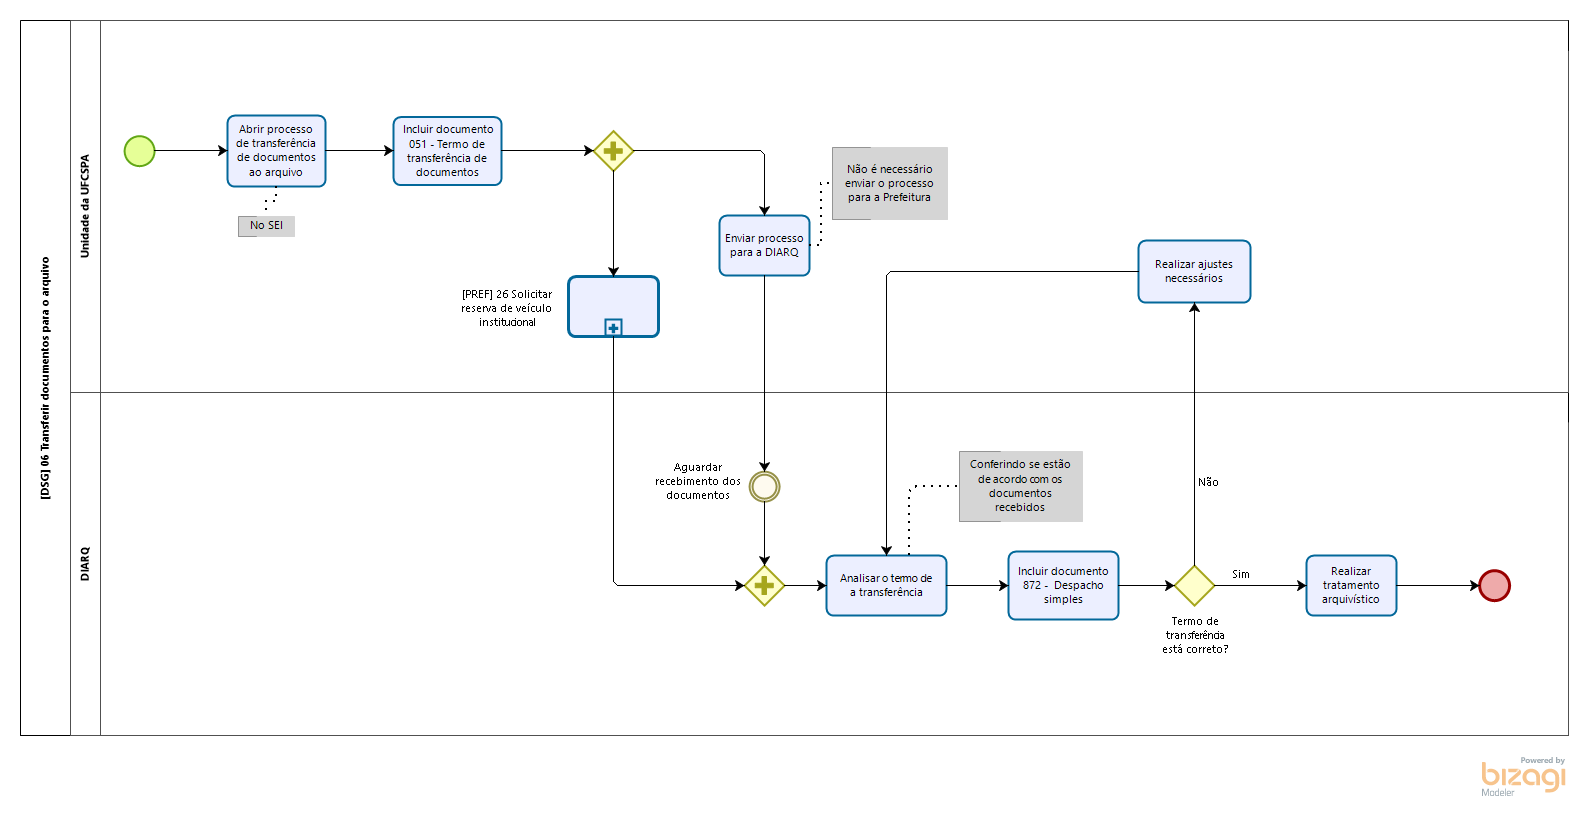 [DSG] 06 Transferir documentos para o arquivo
Unidade da UFCSPA
Abrir processo
de transferência
de documentos
ao arquivo
No SEI
Incluir documento
051 - Termo de
transferência de
documentos
[PREF] 26 Solicitar
reserva de veículo
institucional
Enviar processo
para a DIARQ
Não é necessário
enviar o processo
para a Prefeitura
Realizar ajustes
necessários
DIARQ
Aguardar
recebimento dos
documentos
Conferindo se estão
de acordo com os
documentos
recebidos
Analisar o temo de
a transferência
Incluir documento
872 - Despacho
simples
Não
Sim
Termo de
transferência
está correto?
Realizar
tratamento
arquivístico
Powered by
bizagi
Modeler